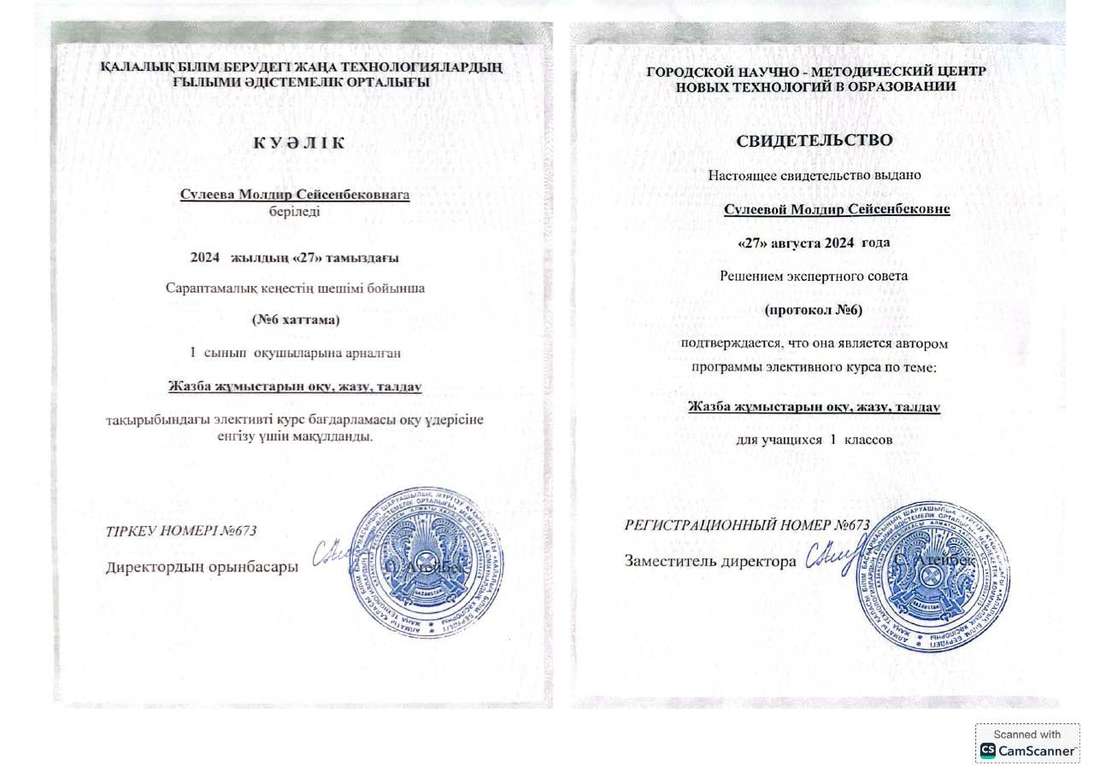 ҚАЛАЛЫҚ БІЛІМ БЕРУДЕГІ ЖАҢА ТЕХНОЛОГИЯЛАРДЫҢ
ҒЫЛЫМИ ӘДІСТЕМЕЛІК ОРТАЛЫҒЫ
КУӘЛІК
Сулеева Молдир Сейсенбековнаға
беріледі
2024 жылдың «27» тамыздағы
Сараптамалық кеңестің шешімі бойынша
(№6 хаттама)
1 сынып оқушыларына арналған
Жазба жұмыстарын оқу, жазу, талдау
тақырыбындағы элективті курс бағдарламасы оқу үдерісіне
енгізу үшін мақұлданды.
ТІРКЕУ НОМЕРІ №673
Директордың орынбасары С. Атейбек
ҚАЗАҚСТАН
ГОРОДСКОЙ НАУЧНО - МЕТОДИЧЕСКИЙ ЦЕНТР
НОВЫХ ТЕХНОЛОГИЙ В ОБРАЗОВАНИИ
СВИДЕТЕЛЬСТВО
Настоящее свидетельство выдано
Сулеевой Молдир Сейсенбековне
«27» августа 2024 года
Решением экспертного совета
(протокол №6)
подтверждается, что она является автором
программы элективного курса по теме:
Жазба жұмыстарын оқу, жазу, талдау
для учащихся 1 классов
РЕГИСТРАЦИОННЫЙ НОМЕР №673
Заместитель директора С. Атейбек
Scanned with
CS CamScanner